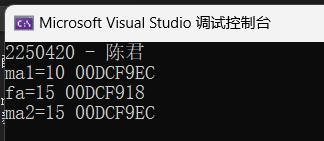 Microsoft Visual Studio 调试控制台
2250420 - 陈君
ma1=10 00DCF9EC
fa=15 00DCF918
ma2=15 00DCF9EC